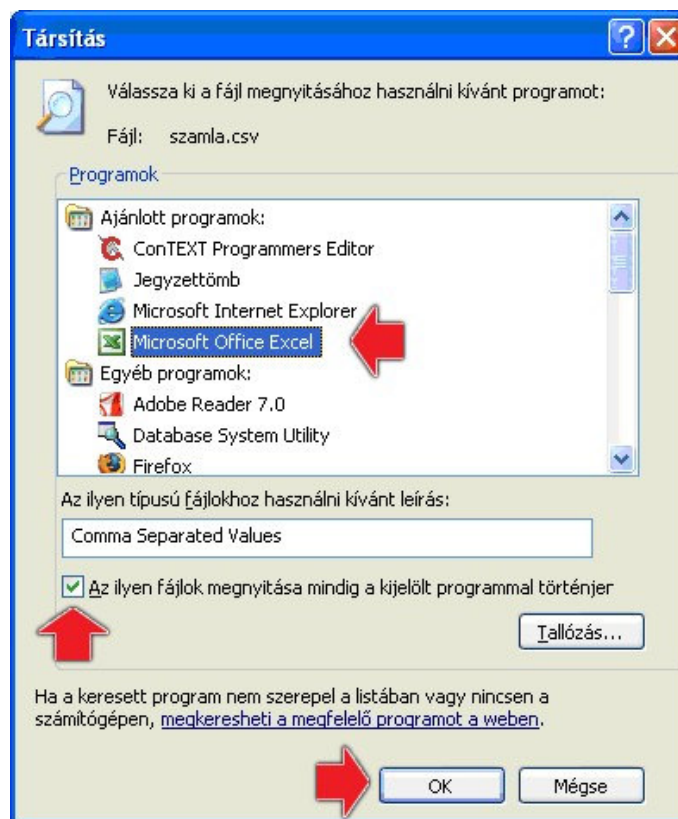 Társítás
Válassza ki a fájl megnyitásához használni kívánt programot:
Fájl: szamla.csv
Programok
Ajánlott programok:
ConTEXT Programmers Editor
Jegyzettömb
Microsoft Internet Explorer
Microsoft Office Excel
Egyéb programok:
Adobe Reader 7.0
Database System Utility
Firefox
Az ilyen típusú fájlokhoz használni kívánt leírás:
Comma Separated Values
Az ilyen fájlok megnyitása mindig a kijelölt programmal történjer
Tallózás...
Ha a keresett program nem szerepel a listában vagy nincsen a
számítógépen, megkeresheti a megfelelő programot a weben.
OK Mégse